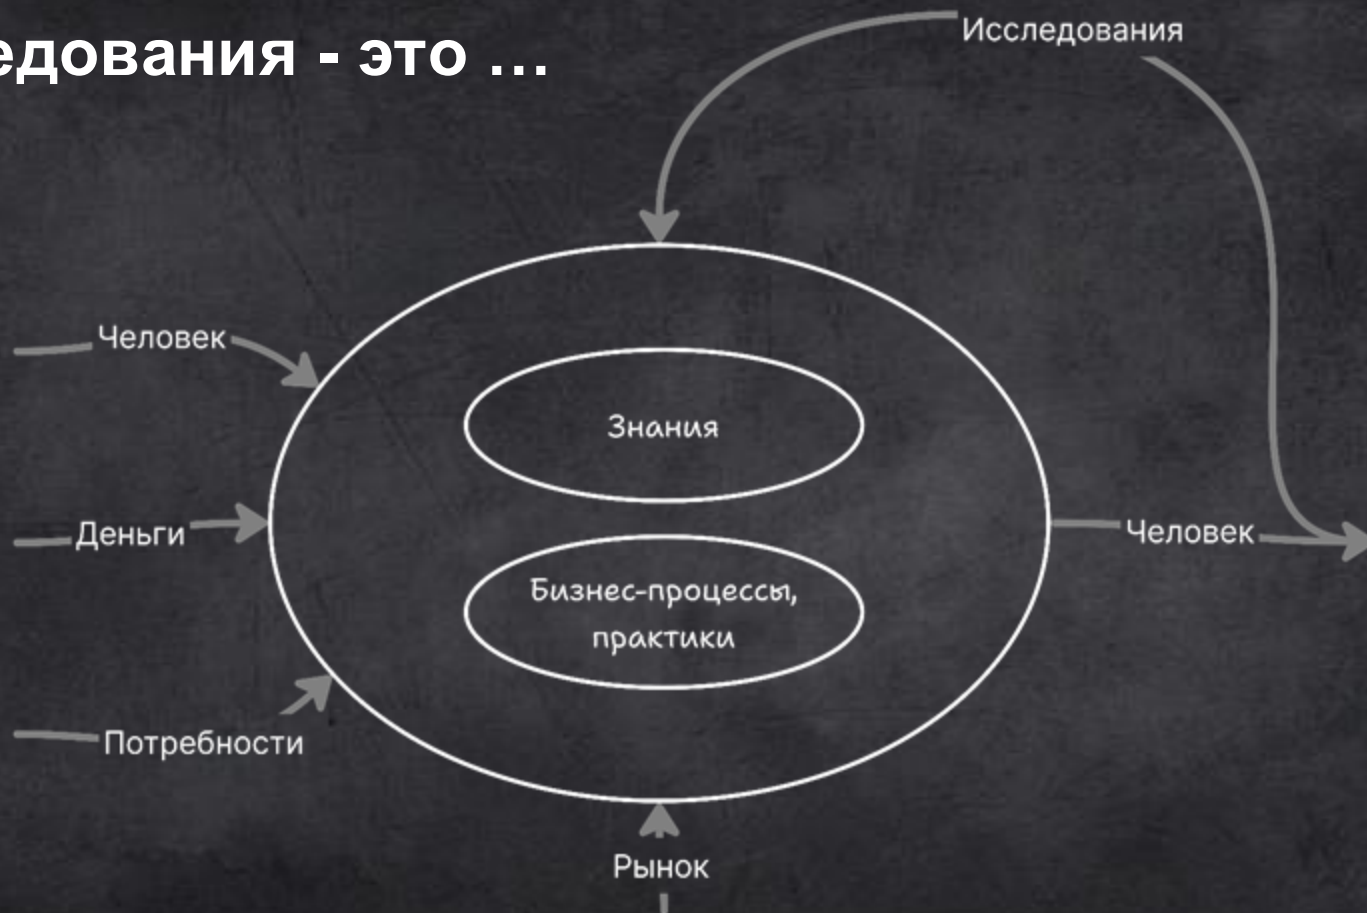 едования - это ...
Исследования
Человек
Знания
Деньги
Человек
Бизнес-процессы,
практики
Потребности
Рынок